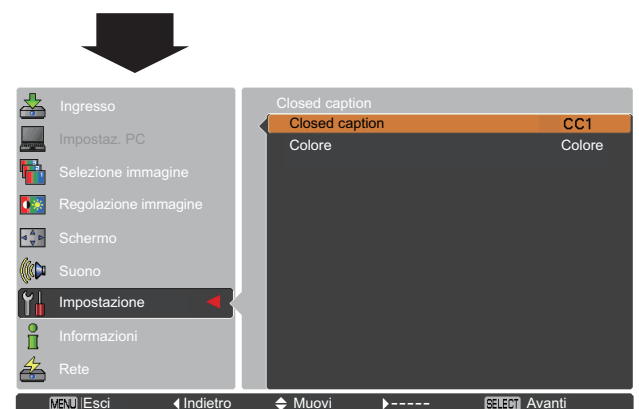 Ingresso
Impostaz. PC
Selezione immagine
Regolazione immagine
Schermo
Suono
Impostazione
Informazioni
Rete
Closed caption
Closed caption CC1
Colore Colore
MENU Esci Indietro Muovi ----- SELECT Avanti